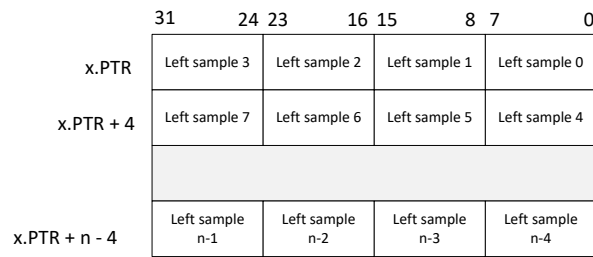 31 24 23 16 15 8 7 0
x.PTR Left sample 3 Left sample 2 Left sample 1 Left sample 0
x.PTR + 4 Left sample 7 Left sample 6 Left sample 5 Left sample 4
x.PTR + n - 4 Left sample n-1 Left sample n-2 Left sample n-3 Left sample n-4